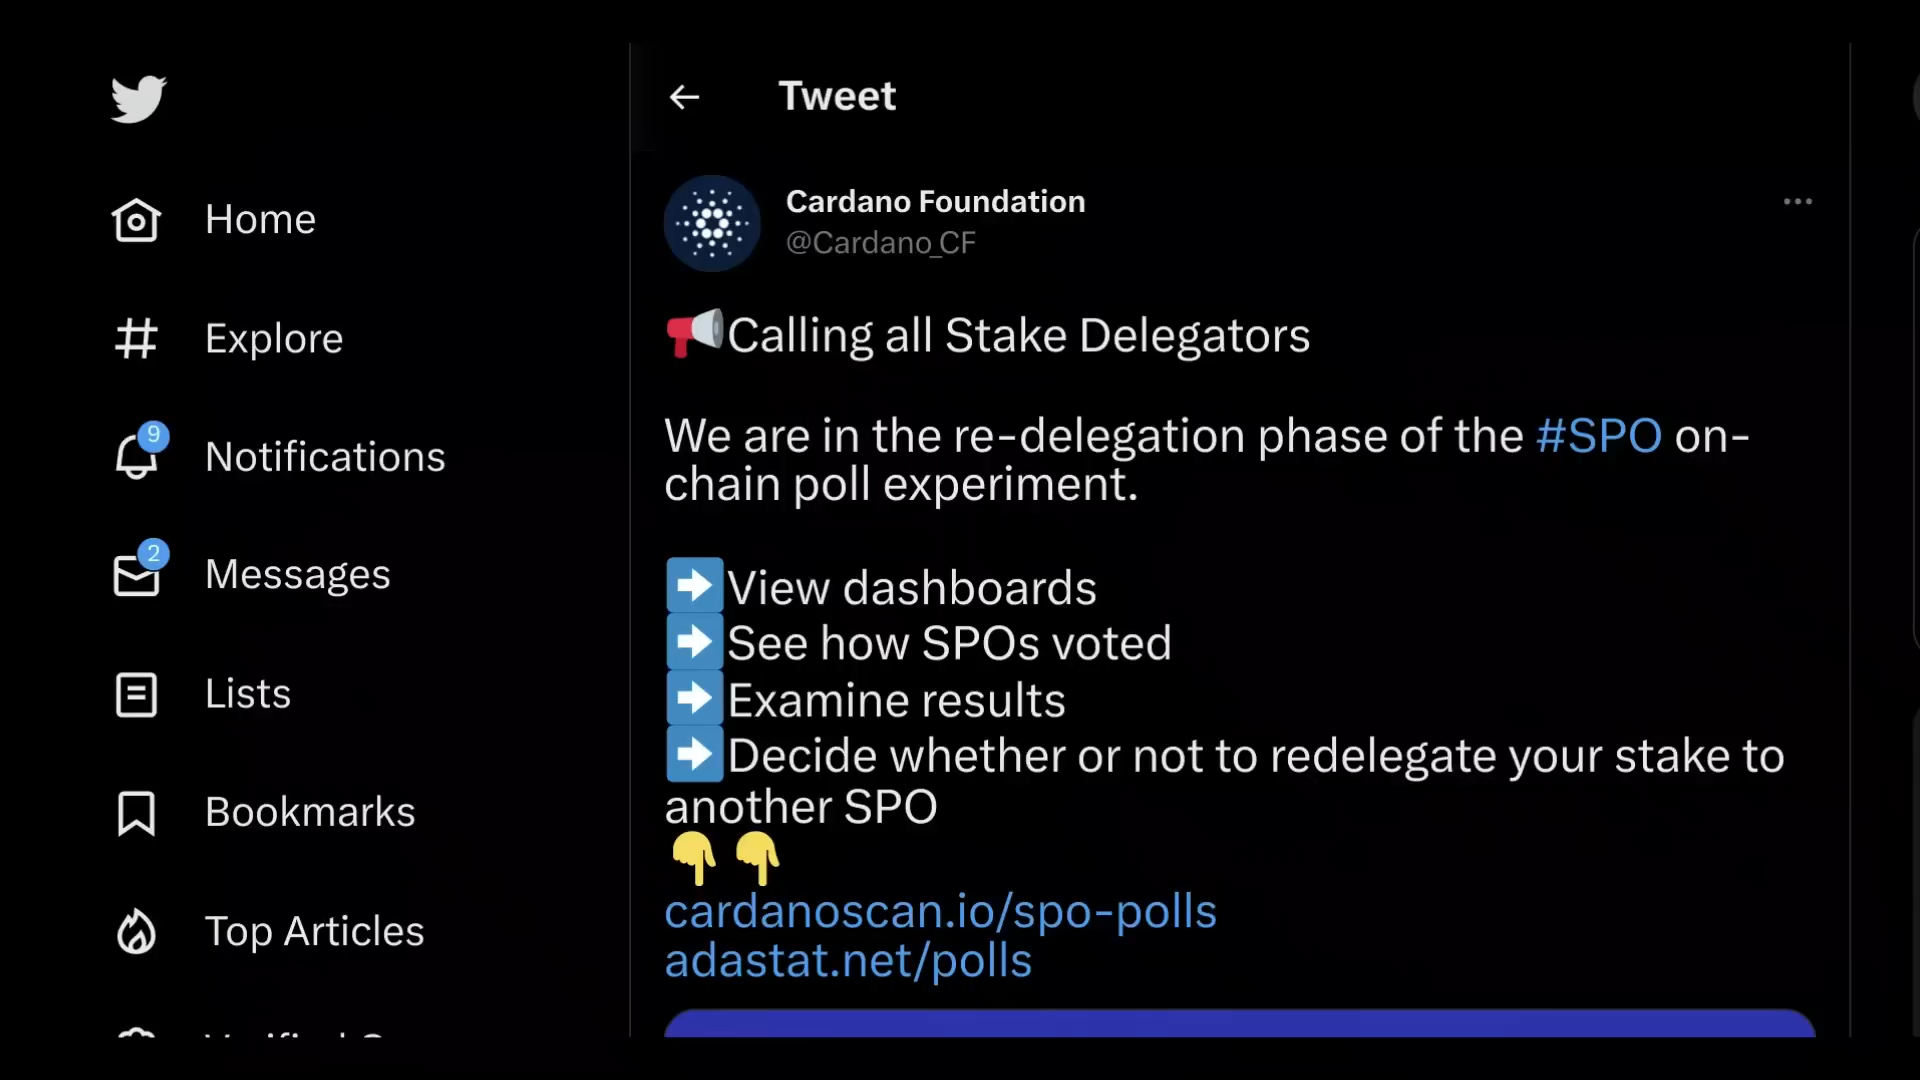 Tweet
Home
Explore
9
Notifications
2
Messages
Lists
Bookmarks
Top Articles
Cardano Foundation
@Cardano_CF
📢Calling all Stake Delegators
We are in the re-delegation phase of the #SPO on-
chain poll experiment.
➡View dashboards
➡See how SPOs voted
➡Examine results
➡Decide whether or not to redelegate your stake to
another SPO
👇👇
cardanoscan.io/spo-polls
adastat.net/polls